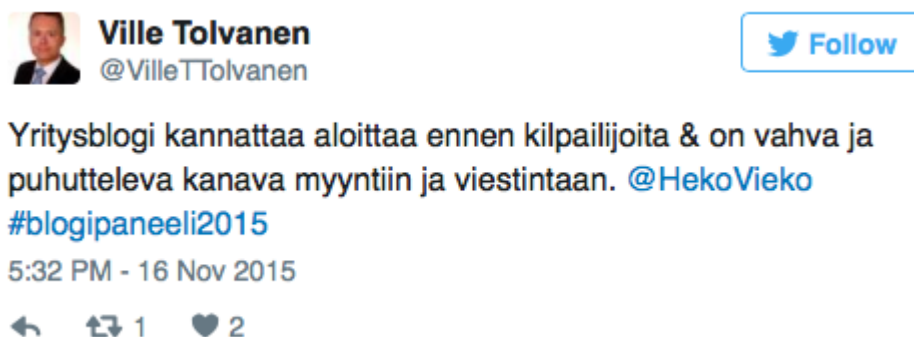 Ville Tolvanen
@VilleTTolvanen
Follow
Yritysblogi kannattaa aloittaa ennen kilpailijoita & on vahva ja
puhutteleva kanava myyntiin ja viestintaan. @HekoVieko
#blogipaneeli2015
5:32 PM - 16 Nov 2015
1 2